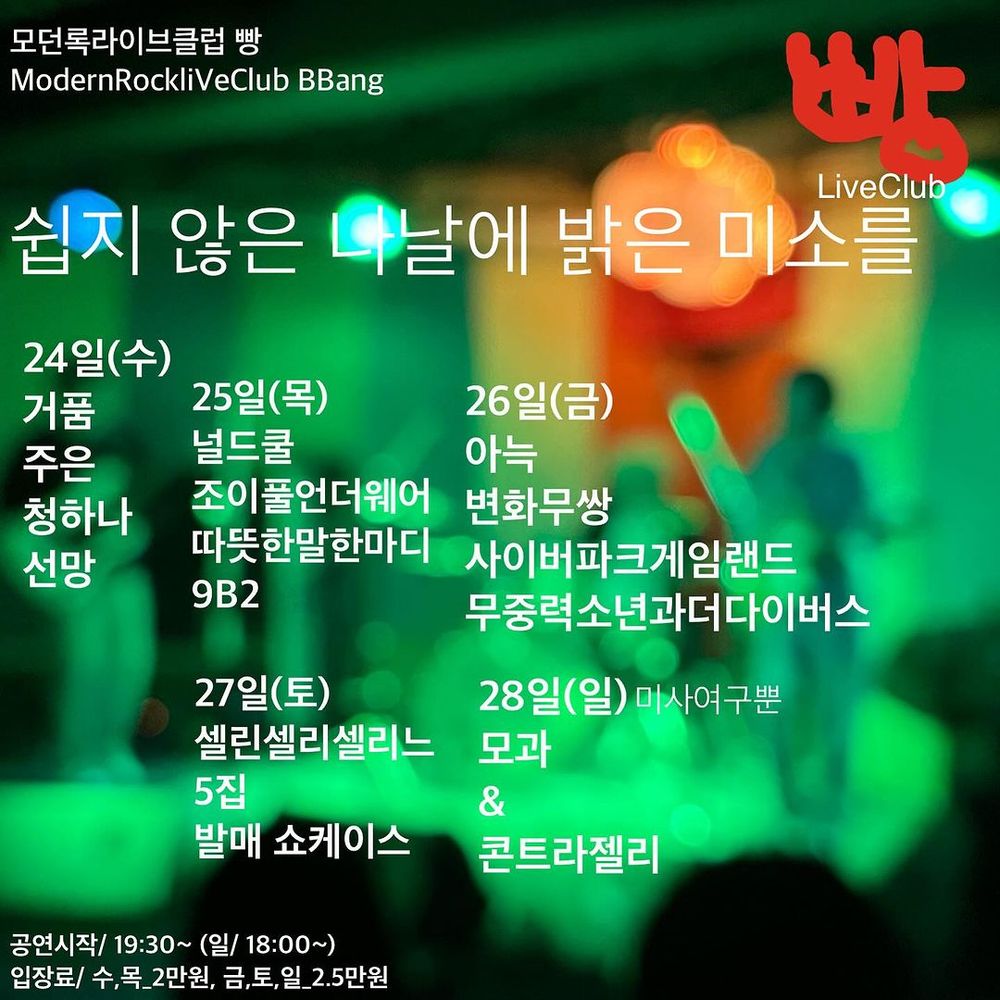 모던록라이브클럽 빵
ModernRockliVeClub BBang
빵
LiveClub
쉽지 않은 나날에 밝은 미소를
24일(수)
거품
주은
청하나
선망
25일(목)
널드쿨
조이풀언더웨어
따뜻한말한마디
9B2
26일(금)
아늑
변화무쌍
사이버파크게임랜드
무중력소년과더다이버스
27일(토)
셀린셀리셀리느
5집
발매 쇼케이스
28일(일) 미사여구뿐
모과
&
콘트라젤리
공연시작/ 19:30~ (일/ 18:00~)
입장료/ 수,목_2만원, 금,토,일_2.5만원